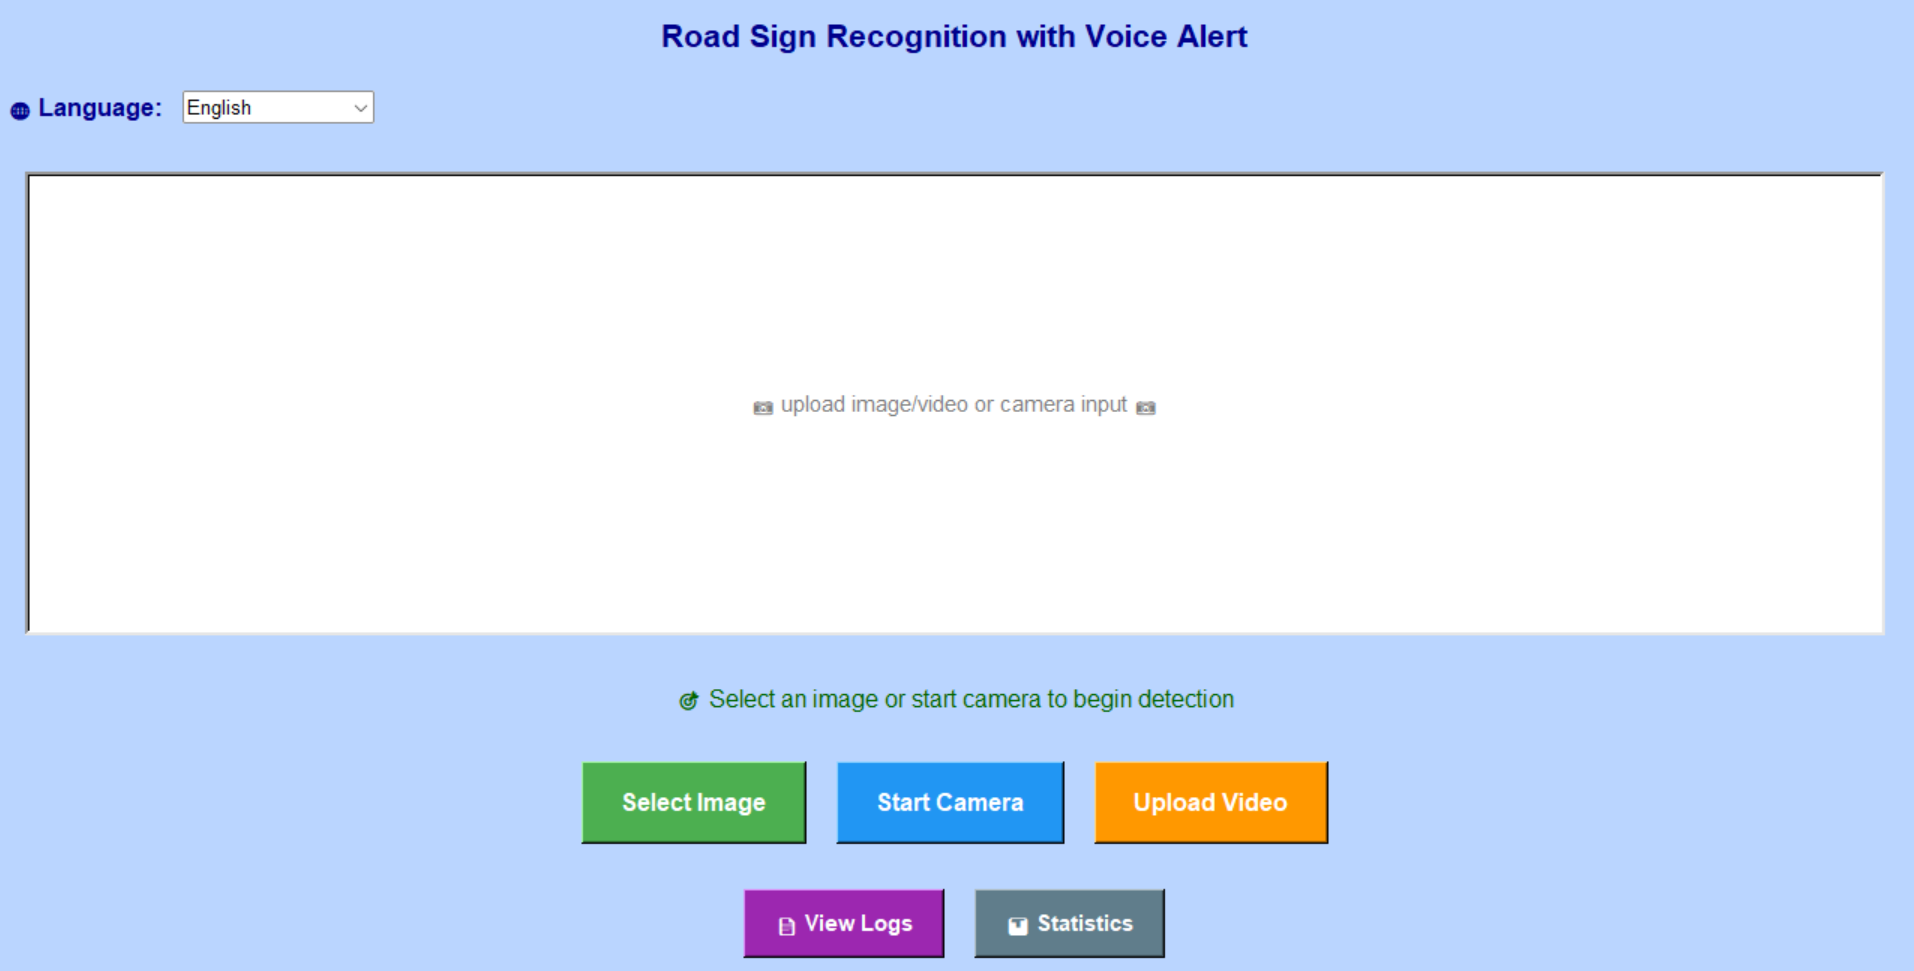 Road Sign Recognition with Voice Alert
Language: English
upload image/video or camera input
Select an image or start camera to begin detection
Select Image Start Camera Upload Video
View Logs Statistics